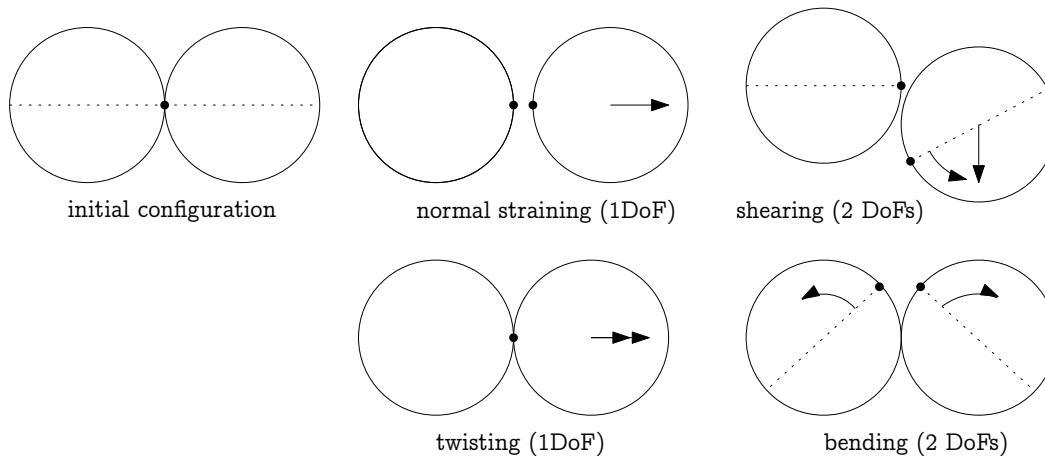 initial configuration
normal straining (1DoF)
shearing (2 DoFs)
twisting (1DoF)
bending (2 DoFs)